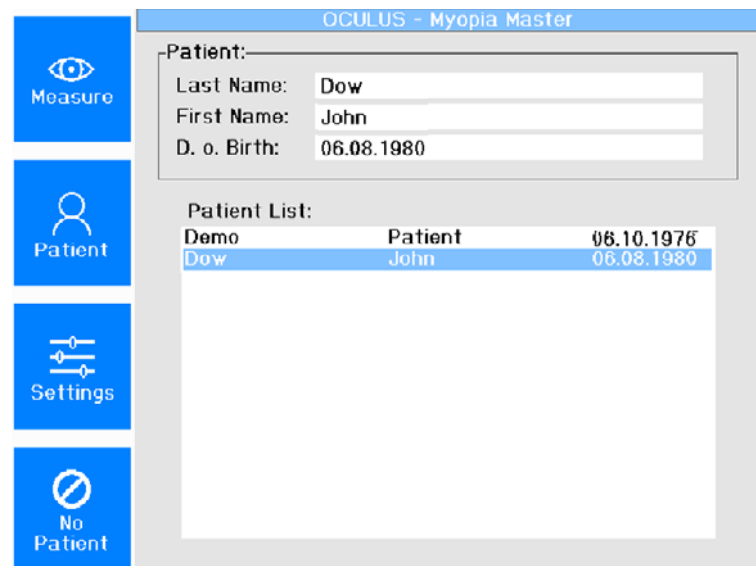 OCULUS - Myopia Master
Measure
Patient
Settings
No
Patient
Patient:
Last Name: Dow
First Name: John
D. o. Birth: 06.08.1980
Patient List:
Demo Patient 06.10.1976
Dow John 06.08.1980